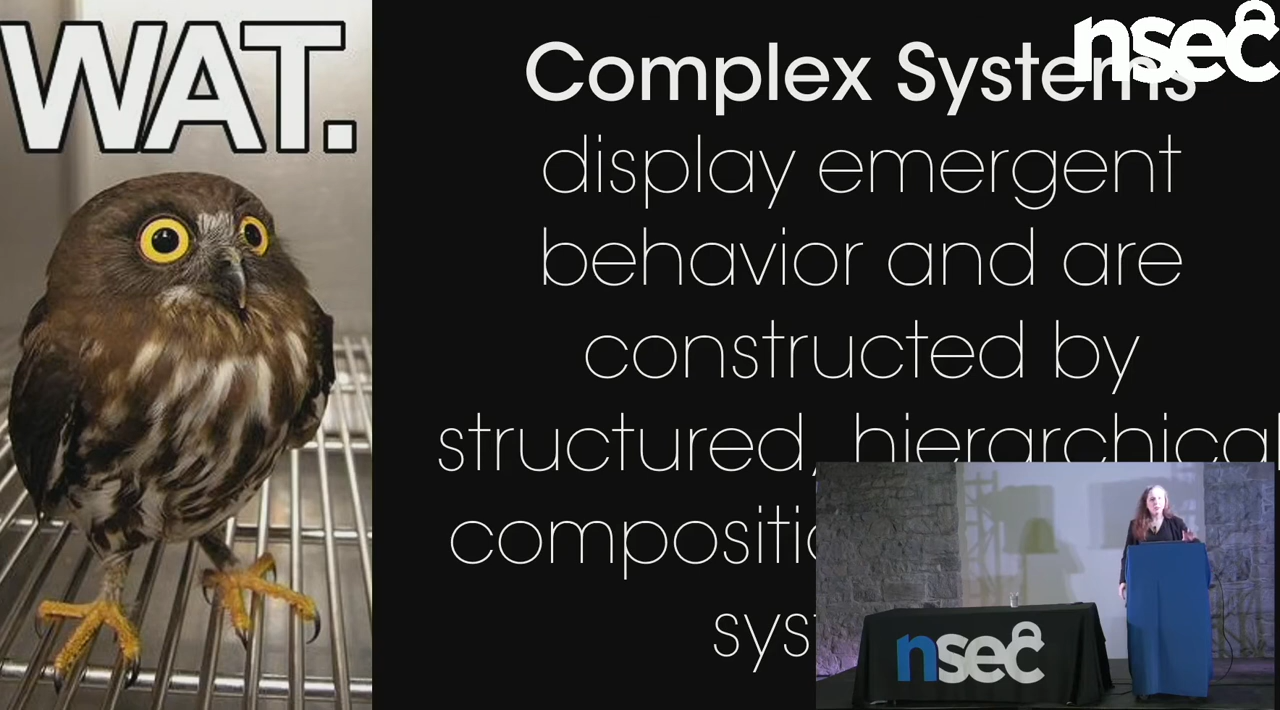 WAT.
nsec
Complex Systems
display emergent
behavior and are
constructed by
structured, hierarchical
nsec